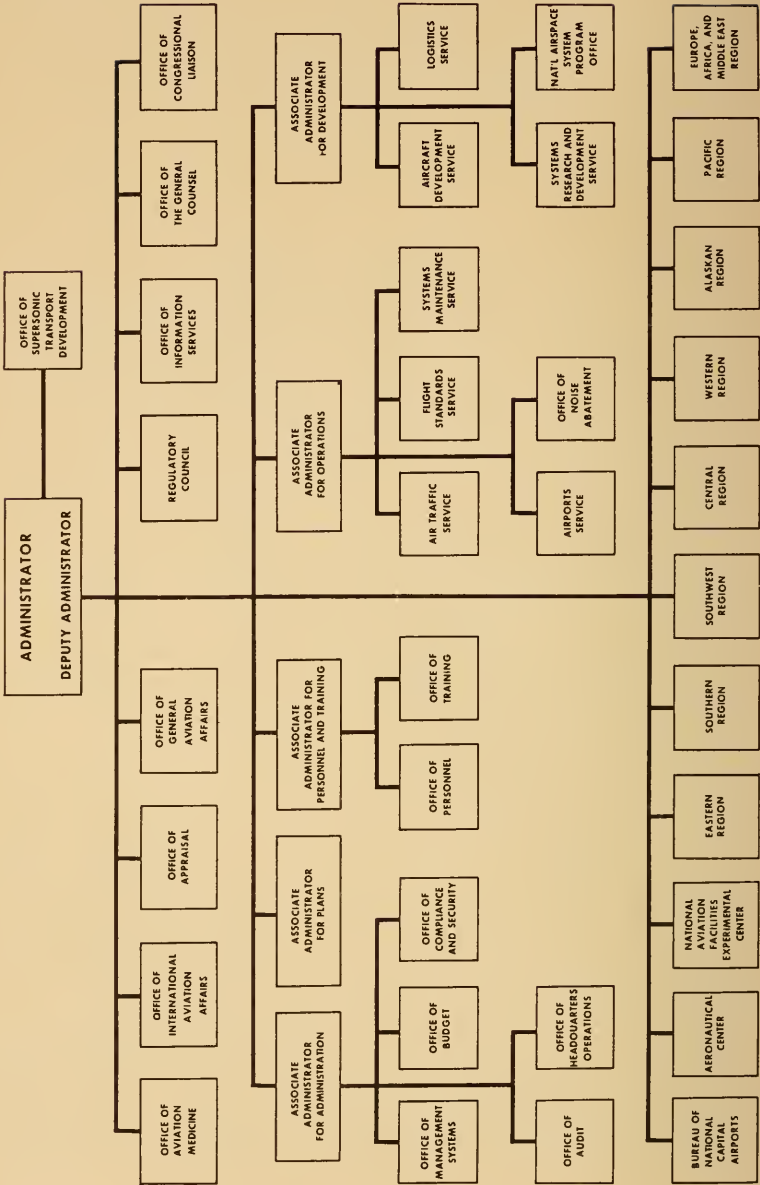 ADMINISTRATOR
DEPUTY ADMINISTRATOR
OFFICE OF
SUPERSONIC
TRANSPORT
DEVELOPMENT
OFFICE OF
AVIATION
MEDICINE
OFFICE OF
INTERNATIONAL
AVIATION
AFFAIRS
OFFICE OF
APPRAISAL
OFFICE OF
GENERAL
AVIATION
AFFAIRS
REGULATORY
COUNCIL
OFFICE OF
INFORMATION
SERVICES
OFFICE OF
THE GENERAL
COUNSEL
OFFICE OF
CONGRESSIONAL
LIAISON
ASSOCIATE
ADMINISTRATOR
FOR ADMINISTRATION
ASSOCIATE
ADMINISTRATOR
FOR PLANS
ASSOCIATE
ADMINISTRATOR FOR
PERSONNEL AND TRAINING
ASSOCIATE
ADMINISTRATOR
FOR OPERATIONS
ASSOCIATE
ADMINISTRATOR
FOR DEVELOPMENT
OFFICE OF
MANAGEMENT
SYSTEMS
OFFICE OF
BUDGET
OFFICE OF
COMPLIANCE
AND SECURITY
OFFICE OF
PERSONNEL
OFFICE OF
TRAINING
AIR TRAFFIC
SERVICE
FLIGHT
STANDARDS
SERVICE
SYSTEMS
MAINTENANCE
SERVICE
AIRCRAFT
DEVELOPMENT
SERVICE
LOGISTICS
SERVICE
OFFICE OF
AUDIT
OFFICE OF
HEADQUARTERS
OPERATIONS
AIRPORTS
SERVICE
OFFICE OF
NOISE
ABATEMENT
SYSTEMS
RESEARCH AND
DEVELOPMENT
SERVICE
NAT'L AIRSPACE
SYSTEM
PROGRAM
OFFICE
BUREAU OF
NATIONAL
CAPITAL
AIRPORTS
AERONAUTICAL
CENTER
NATIONAL
AVIATION
FACILITIES
EXPERIMENTAL
CENTER
EASTERN
REGION
SOUTHERN
REGION
SOUTHWEST
REGION
CENTRAL
REGION
WESTERN
REGION
ALASKAN
REGION
PACIFIC
REGION
EUROPE,
AFRICA, AND
MIDDLE EAST
REGION